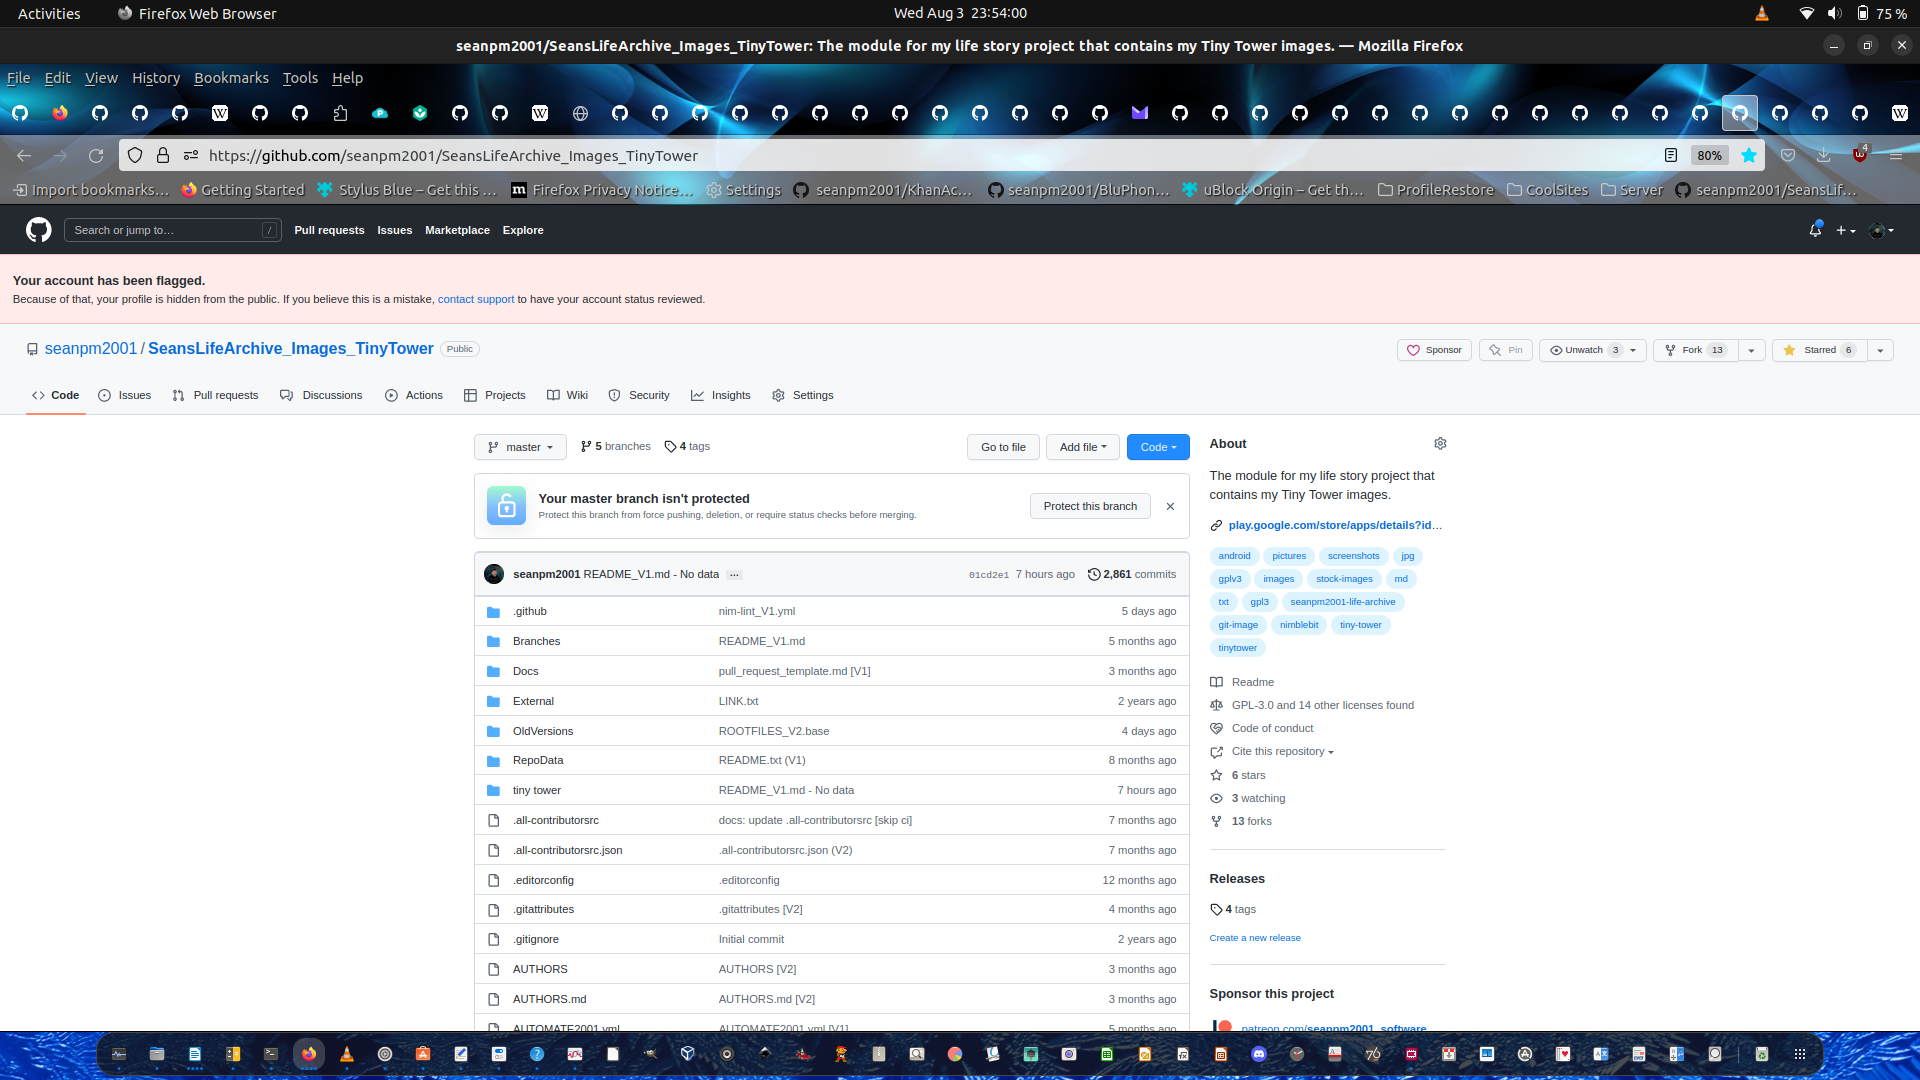 Activities
Firefox Web Browser
Wed Aug 3 23:54:00
75 %
seanpm2001/SeansLifeArchive_Images_TinyTower: The module for my life story project that contains my Tiny Tower images. — Mozilla Firefox
File Edit View History Bookmarks Tools Help
https://github.com/seanpm2001/SeansLifeArchive_Images_TinyTower
80%
4
Import bookmarks… Getting Started Stylus Blue – Get this … Firefox Privacy Notice… Settings seanpm2001/KhanAc… seanpm2001/BluPhon… uBlock Origin – Get th… ProfileRestore CoolSites Server seanpm2001/SeansLif…
Search or jump to… /
Pull requests Issues Marketplace Explore
Your account has been flagged.
Because of that, your profile is hidden from the public. If you believe this is a mistake, contact support to have your account status reviewed.
seanpm2001 / SeansLifeArchive_Images_TinyTower Public
Sponsor Pin Unwatch 3 Fork 13 Starred 6
Code Issues Pull requests Discussions Actions Projects Wiki Security Insights Settings
master 5 branches 4 tags
Go to file Add file Code
Your master branch isn't protected
Protect this branch from force pushing, deletion, or require status checks before merging.
Protect this branch
seanpm2001 README_V1.md - No data … 01cd2e1 7 hours ago 2,861 commits
.github nim-lint_V1.yml 5 days ago
Branches README_V1.md 5 months ago
Docs pull_request_template.md [V1] 3 months ago
External LINK.txt 2 years ago
OldVersions ROOTFILES_V2.base 4 days ago
RepoData README.txt (V1) 8 months ago
tiny tower README_V1.md - No data 7 hours ago
.all-contributorsrc docs: update .all-contributorsrc [skip ci] 7 months ago
.all-contributorsrc.json .all-contributorsrc.json (V2) 7 months ago
.editorconfig .editorconfig 12 months ago
.gitattributes .gitattributes [V2] 4 months ago
.gitignore Initial commit 2 years ago
AUTHORS AUTHORS [V2] 3 months ago
AUTHORS.md AUTHORS.md [V2] 3 months ago
AUTOMATE2001.yml AUTOMATE2001.yml [V1] 5 months ago
About
The module for my life story project that
contains my Tiny Tower images.
play.google.com/store/apps/details?id…
android pictures screenshots jpg
gplv3 images stock-images md
txt gpl3 seanpm2001-life-archive
git-image nimblebit tiny-tower
tinytower
Readme
GPL-3.0 and 14 other licenses found
Code of conduct
Cite this repository
6 stars
3 watching
13 forks
Releases
4 tags
Create a new release
Sponsor this project
patreon.com/seanpm2001_software